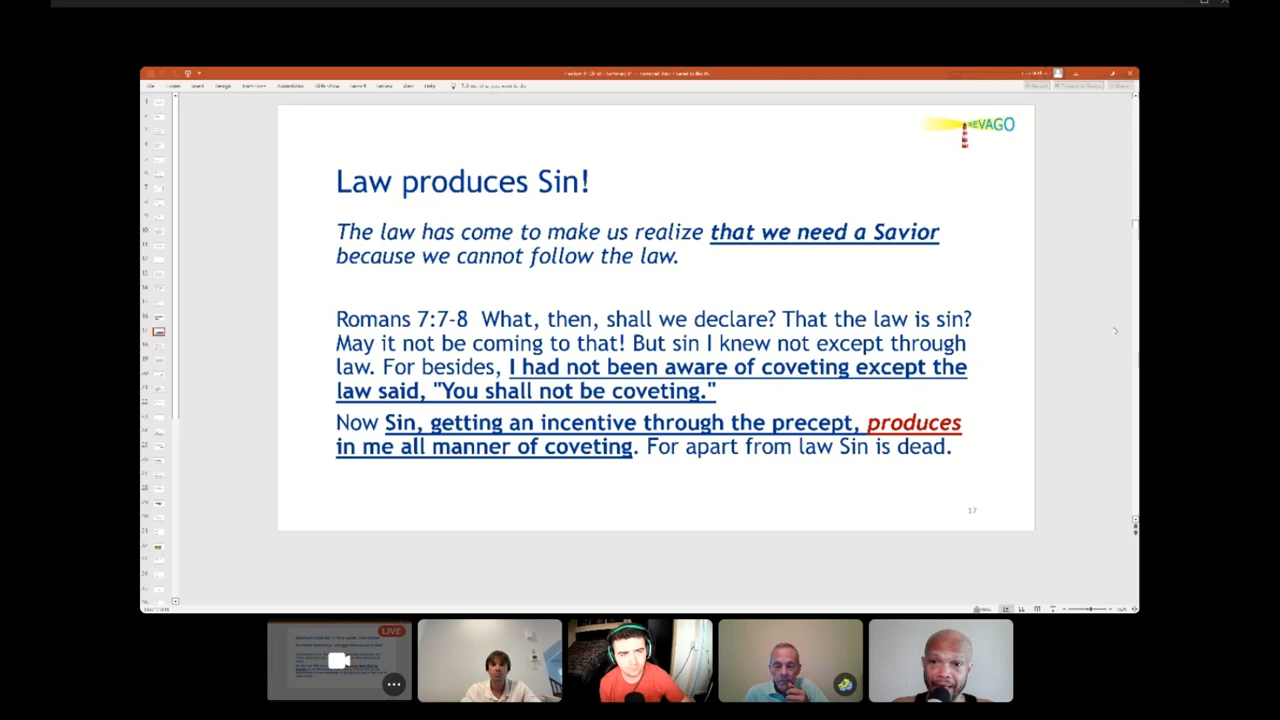 Help
KEVAGO
Law produces Sin!
The law has come to make us realize that we need a Savior
because we cannot follow the law.
Romans 7:7-8 What, then, shall we declare? That the law is sin?
May it not be coming to that! But sin I knew not except through
law. For besides, I had not been aware of coveting except the
law said, "You shall not be coveting."
Now Sin, getting an incentive through the precept, produces
in me all manner of coveting. For apart from law Sin is dead.
17
LIVE